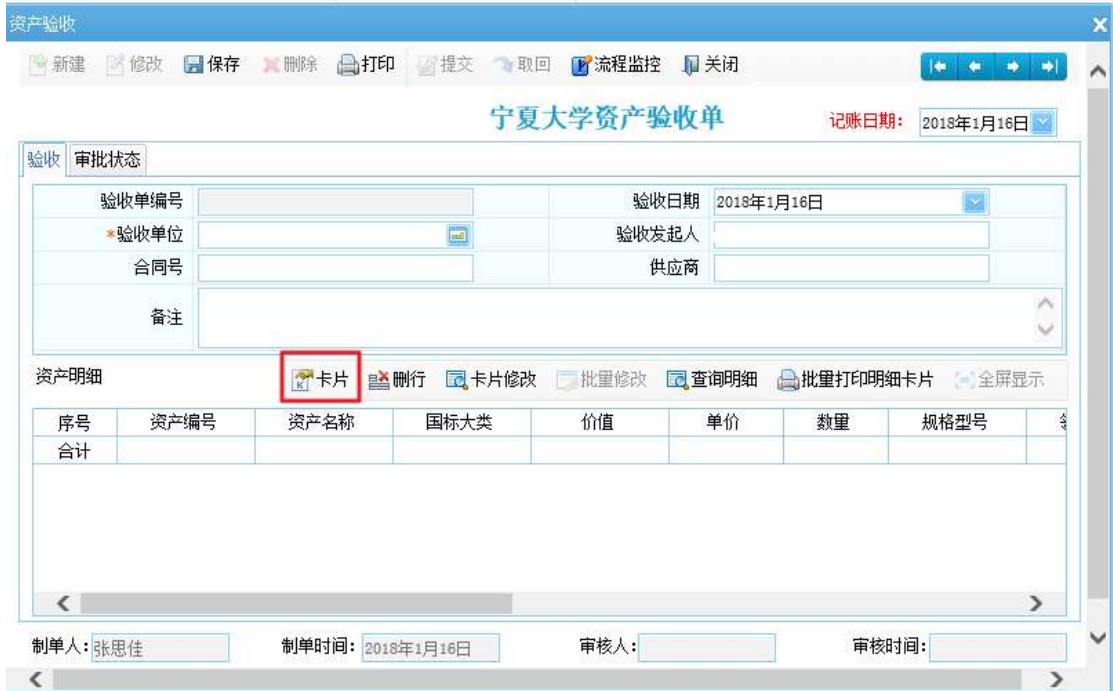 资产验收 X
新建 修改 保存 删除 打印 提交 取回 流程监控 关闭
宁夏大学资产验收单 记账日期: 2018年1月16日
验收 审批状态
验收单编号 验收日期 2018年1月16日
*验收单位 验收发起人
合同号 供应商
备注
资产明细 卡片 删行 卡片修改 批量修改 查询明细 批量打印明细卡片 全屏显示
序号 资产编号 资产名称 国标大类 价值 单价 数量 规格型号
合计
制单人: 张思佳 制单时间: 2018年1月16日 审核人: 审核时间: